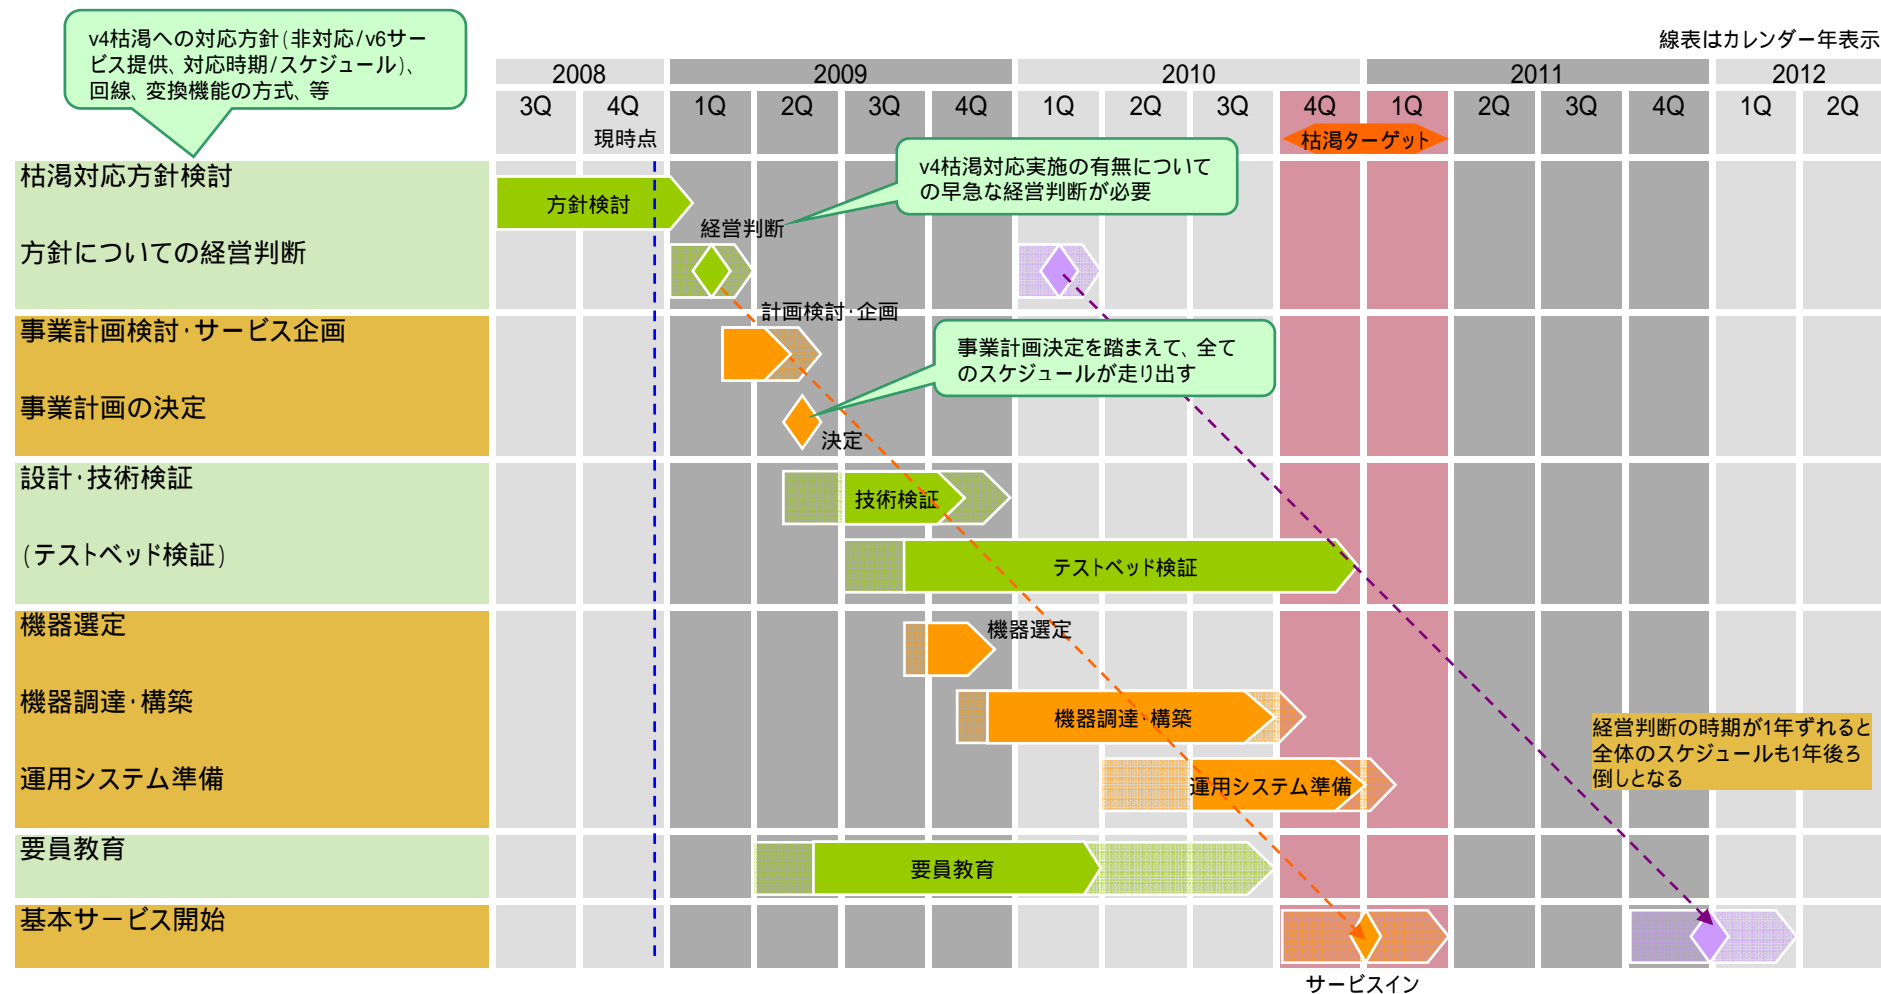 v4枯渇への対応方針(非対応/v6サー
ビス提供、対応時期/スケジュール)、
回線、変換機能の方式、等
線表はカレンダー年表示
2008 2009 2010 2011 2012
3Q 4Q 1Q 2Q 3Q 4Q 1Q 2Q 3Q 4Q 1Q 2Q 3Q 4Q 1Q 2Q
現時点
枯渇ターゲット
v4枯渇対応実施の有無について
の早急な経営判断が必要
枯渇対応方針検討
方針検討
経営判断
方針についての経営判断
計画検討・企画
事業計画検討・サービス企画
事業計画決定を踏まえて、全て
のスケジュールが走り出す
事業計画の決定
決定
設計・技術検証
技術検証
(テストベッド検証)
テストベッド検証
機器選定
機器選定
機器調達・構築
機器調達・構築
経営判断の時期が1年ずれると
全体のスケジュールも1年後ろ
倒しとなる
運用システム準備
運用システム準備
要員教育
要員教育
基本サービス開始
サービスイン